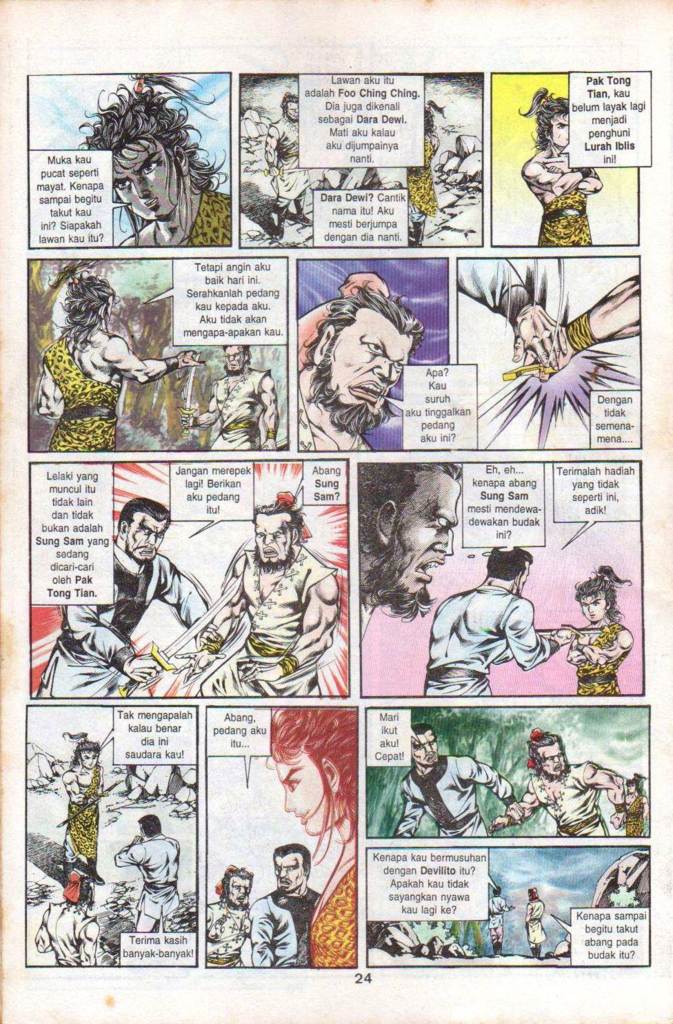 Muka kau
pucat seperti
mayat. Kenapa
sampai begitu
takut kau
ini? Siapakah
lawan kau itu?
Lawan aku itu
adalah Foo Ching Ching.
Dia juga dikenali
sebagai Dara Dewi.
Mati aku kalau
aku dijumpainya
nanti.
Dara Dewi? Cantik
nama itu! Aku
mesti berjumpa
dengan dia nanti.
Pak Tong
Tian, kau
belum layak lagi
menjadi
penghuni
Lurah Iblis
ini!
Tetapi angin aku
baik hari ini.
Serahkanlah pedang
kau kepada aku.
Aku tidak akan
mengapa-apakan kau.
Apa?
Kau
suruh
aku tinggalkan
pedang
aku ini?
Dengan
tidak
semena-
mena....
Lelaki yang
muncul itu
tidak lain
dan tidak
bukan adalah
Sung Sam yang
sedang
dicari-cari
oleh Pak
Tong Tian.
Jangan merepek
lagi! Berikan
aku pedang
itu!
Abang
Sung
Sam?
Eh, eh...
kenapa abang
Sung Sam
mesti mendewa-
dewakan budak
ini?
Terimalah hadiah
yang tidak
seperti ini,
adik!
Tak mengapalah
kalau benar
dia ini
saudara kau!
Terima kasih
banyak-banyak!
Abang,
pedang aku
itu...
Mari
ikut
aku!
Cepat!
Kenapa kau bermusuhan
dengan Devilito itu?
Apakah kau tidak
sayangkan nyawa
kau lagi ke?
Kenapa sampai
begitu takut
abang pada
budak itu?
24